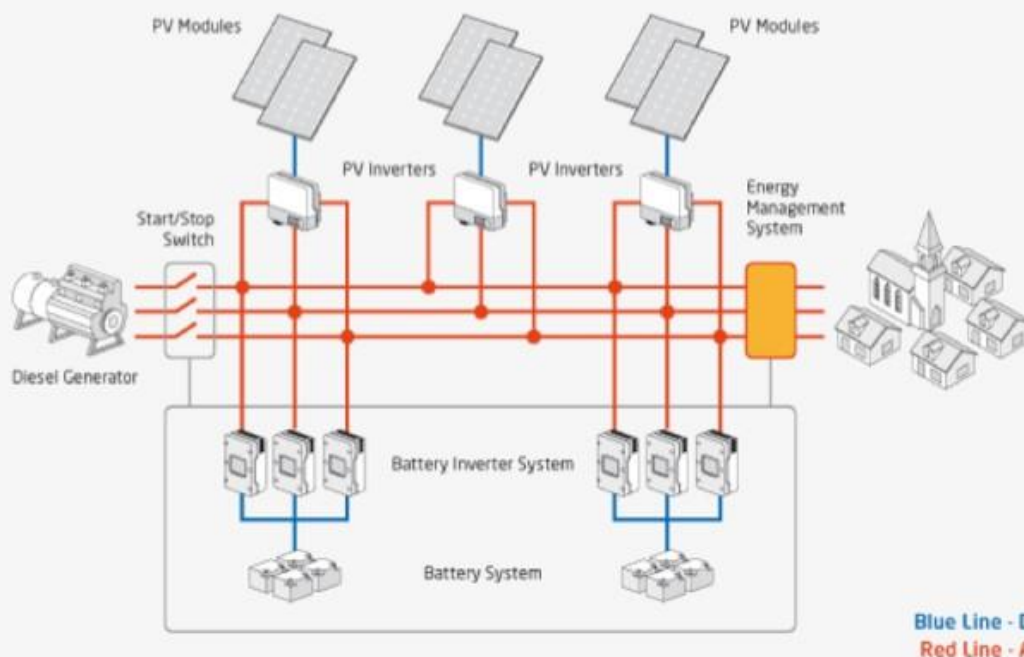 PV Modules
PV Modules
PV Inverters
PV Inverters
Energy
Management
System
Start/Stop
Switch
Diesel Generator
Battery Inverter System
Battery System
Blue Line -
Red Line -